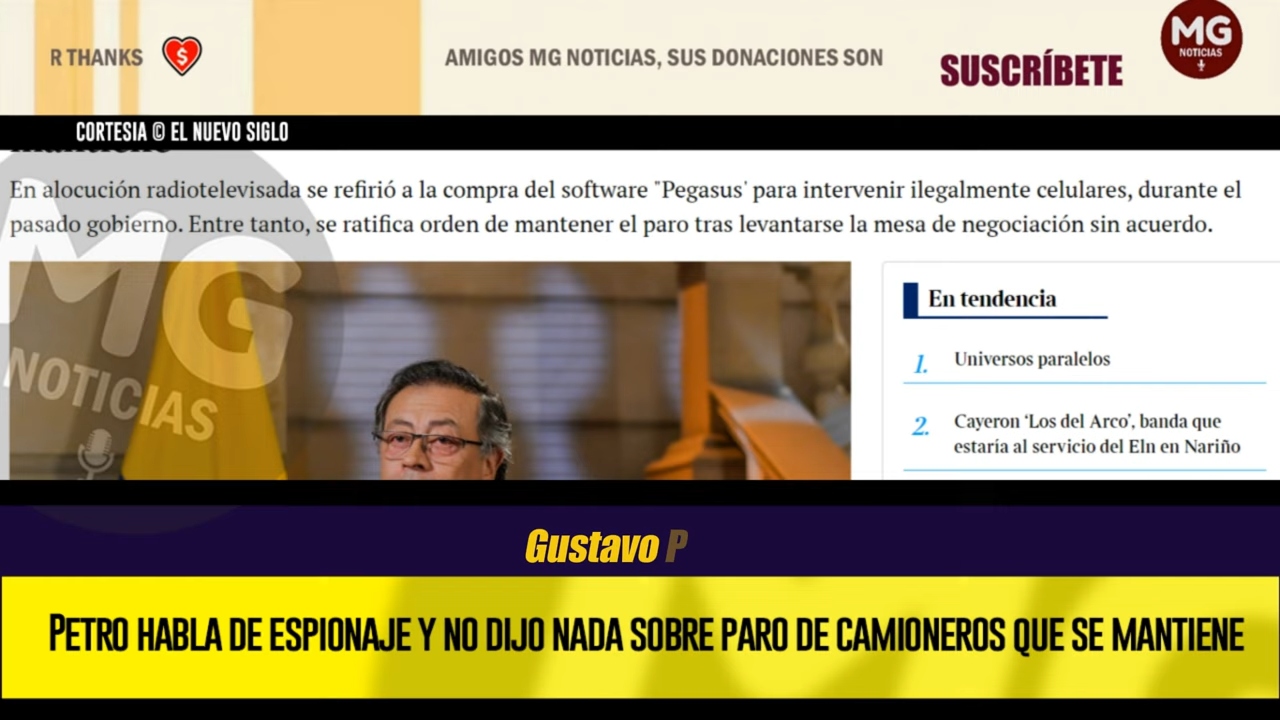 R THANKS
AMIGOS MG NOTICIAS, SUS DONACIONES SON
SUSCRÍBETE
MG
NOTICIAS
CORTESIA © EL NUEVO SIGLO
En alocución radiotelevisada se refirió a la compra del software "Pegasus' para intervenir ilegalmente celulares, durante el
pasado gobierno. Entre tanto, se ratifica orden de mantener el paro tras levantarse la mesa de negociación sin acuerdo.
MG
NOTICIAS
En tendencia
1. Universos paralelos
2. Cayeron ‘Los del Arco’, banda que
estaría al servicio del Eln en Nariño
Gustavo P
PETRO HABLA DE ESPIONAJE Y NO DIJO NADA SOBRE PARO DE CAMIONEROS QUE SE MANTIENE